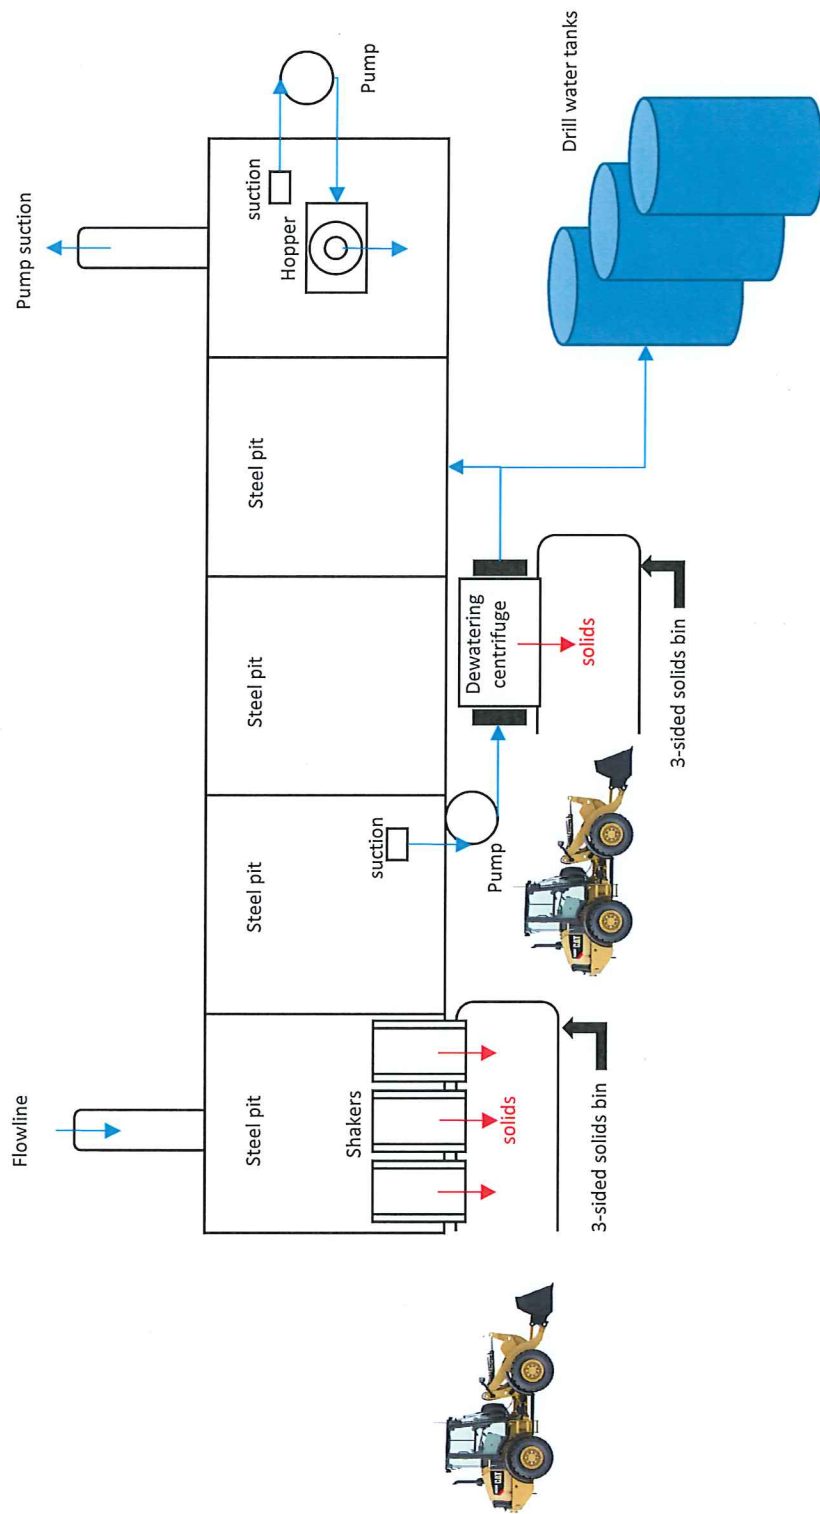 Flowline
Pump suction
Steel pit
Steel pit
Steel pit
Steel pit
suction
Pump
Hopper
Shakers
suction
Pump
solids
Dewatering
centrifuge
solids
Drill water tanks
3-sided solids bin
3-sided solids bin
CAT
CAT